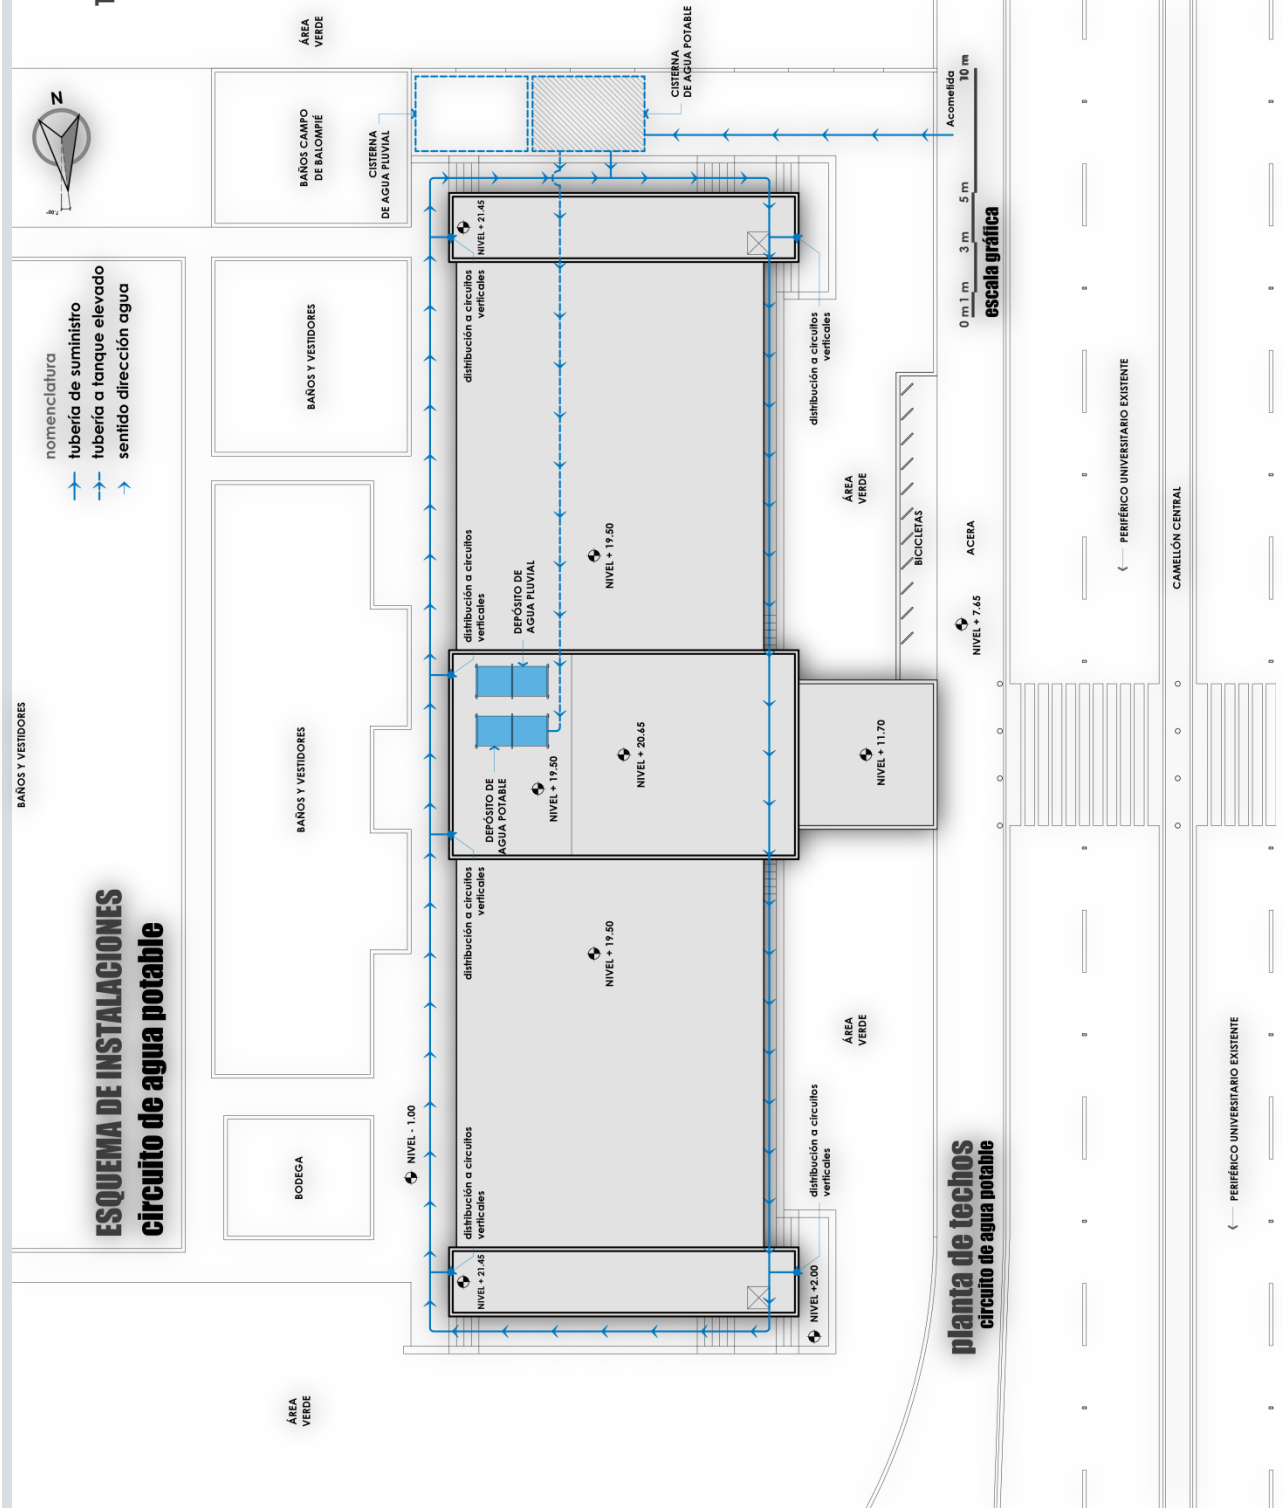 ESQUEMA DE INSTALACIONES
circuito de agua potable
nomenclatura
tubería de suministro
tubería a tanque elevado
sentido dirección agua
N
7.00°
BAÑOS Y VESTIDORES
ÁREA
VERDE
BODEGA
BAÑOS Y VESTIDORES
BAÑOS Y VESTIDORES
BAÑOS CAMPO
DE BALOMPIÉ
ÁREA
VERDE
CISTERNA
DE AGUA PLUVIAL
NIVEL - 1.00
distribución a circuitos
verticales
distribución a circuitos
verticales
distribución a circuitos
verticales
distribución a circuitos
verticales
NIVEL + 21.45
NIVEL + 21.45
DEPÓSITO DE
AGUA POTABLE
DEPÓSITO DE
AGUA PLUVIAL
NIVEL + 19.50
NIVEL + 19.50
NIVEL + 19.50
NIVEL + 20.65
CISTERNA
DE AGUA POTABLE
NIVEL +2.00
distribución a circuitos
verticales
distribución a circuitos
verticales
ÁREA
VERDE
ÁREA
VERDE
NIVEL + 11.70
BICICLETAS
Acometida
ACERA
NIVEL + 7.65
0 m 1 m 3 m 5 m 10 m
escala gráfica
planta de techos
circuito de agua potable
PERIFÉRICO UNIVERSITARIO EXISTENTE
CAMELLÓN CENTRAL
PERIFÉRICO UNIVERSITARIO EXISTENTE